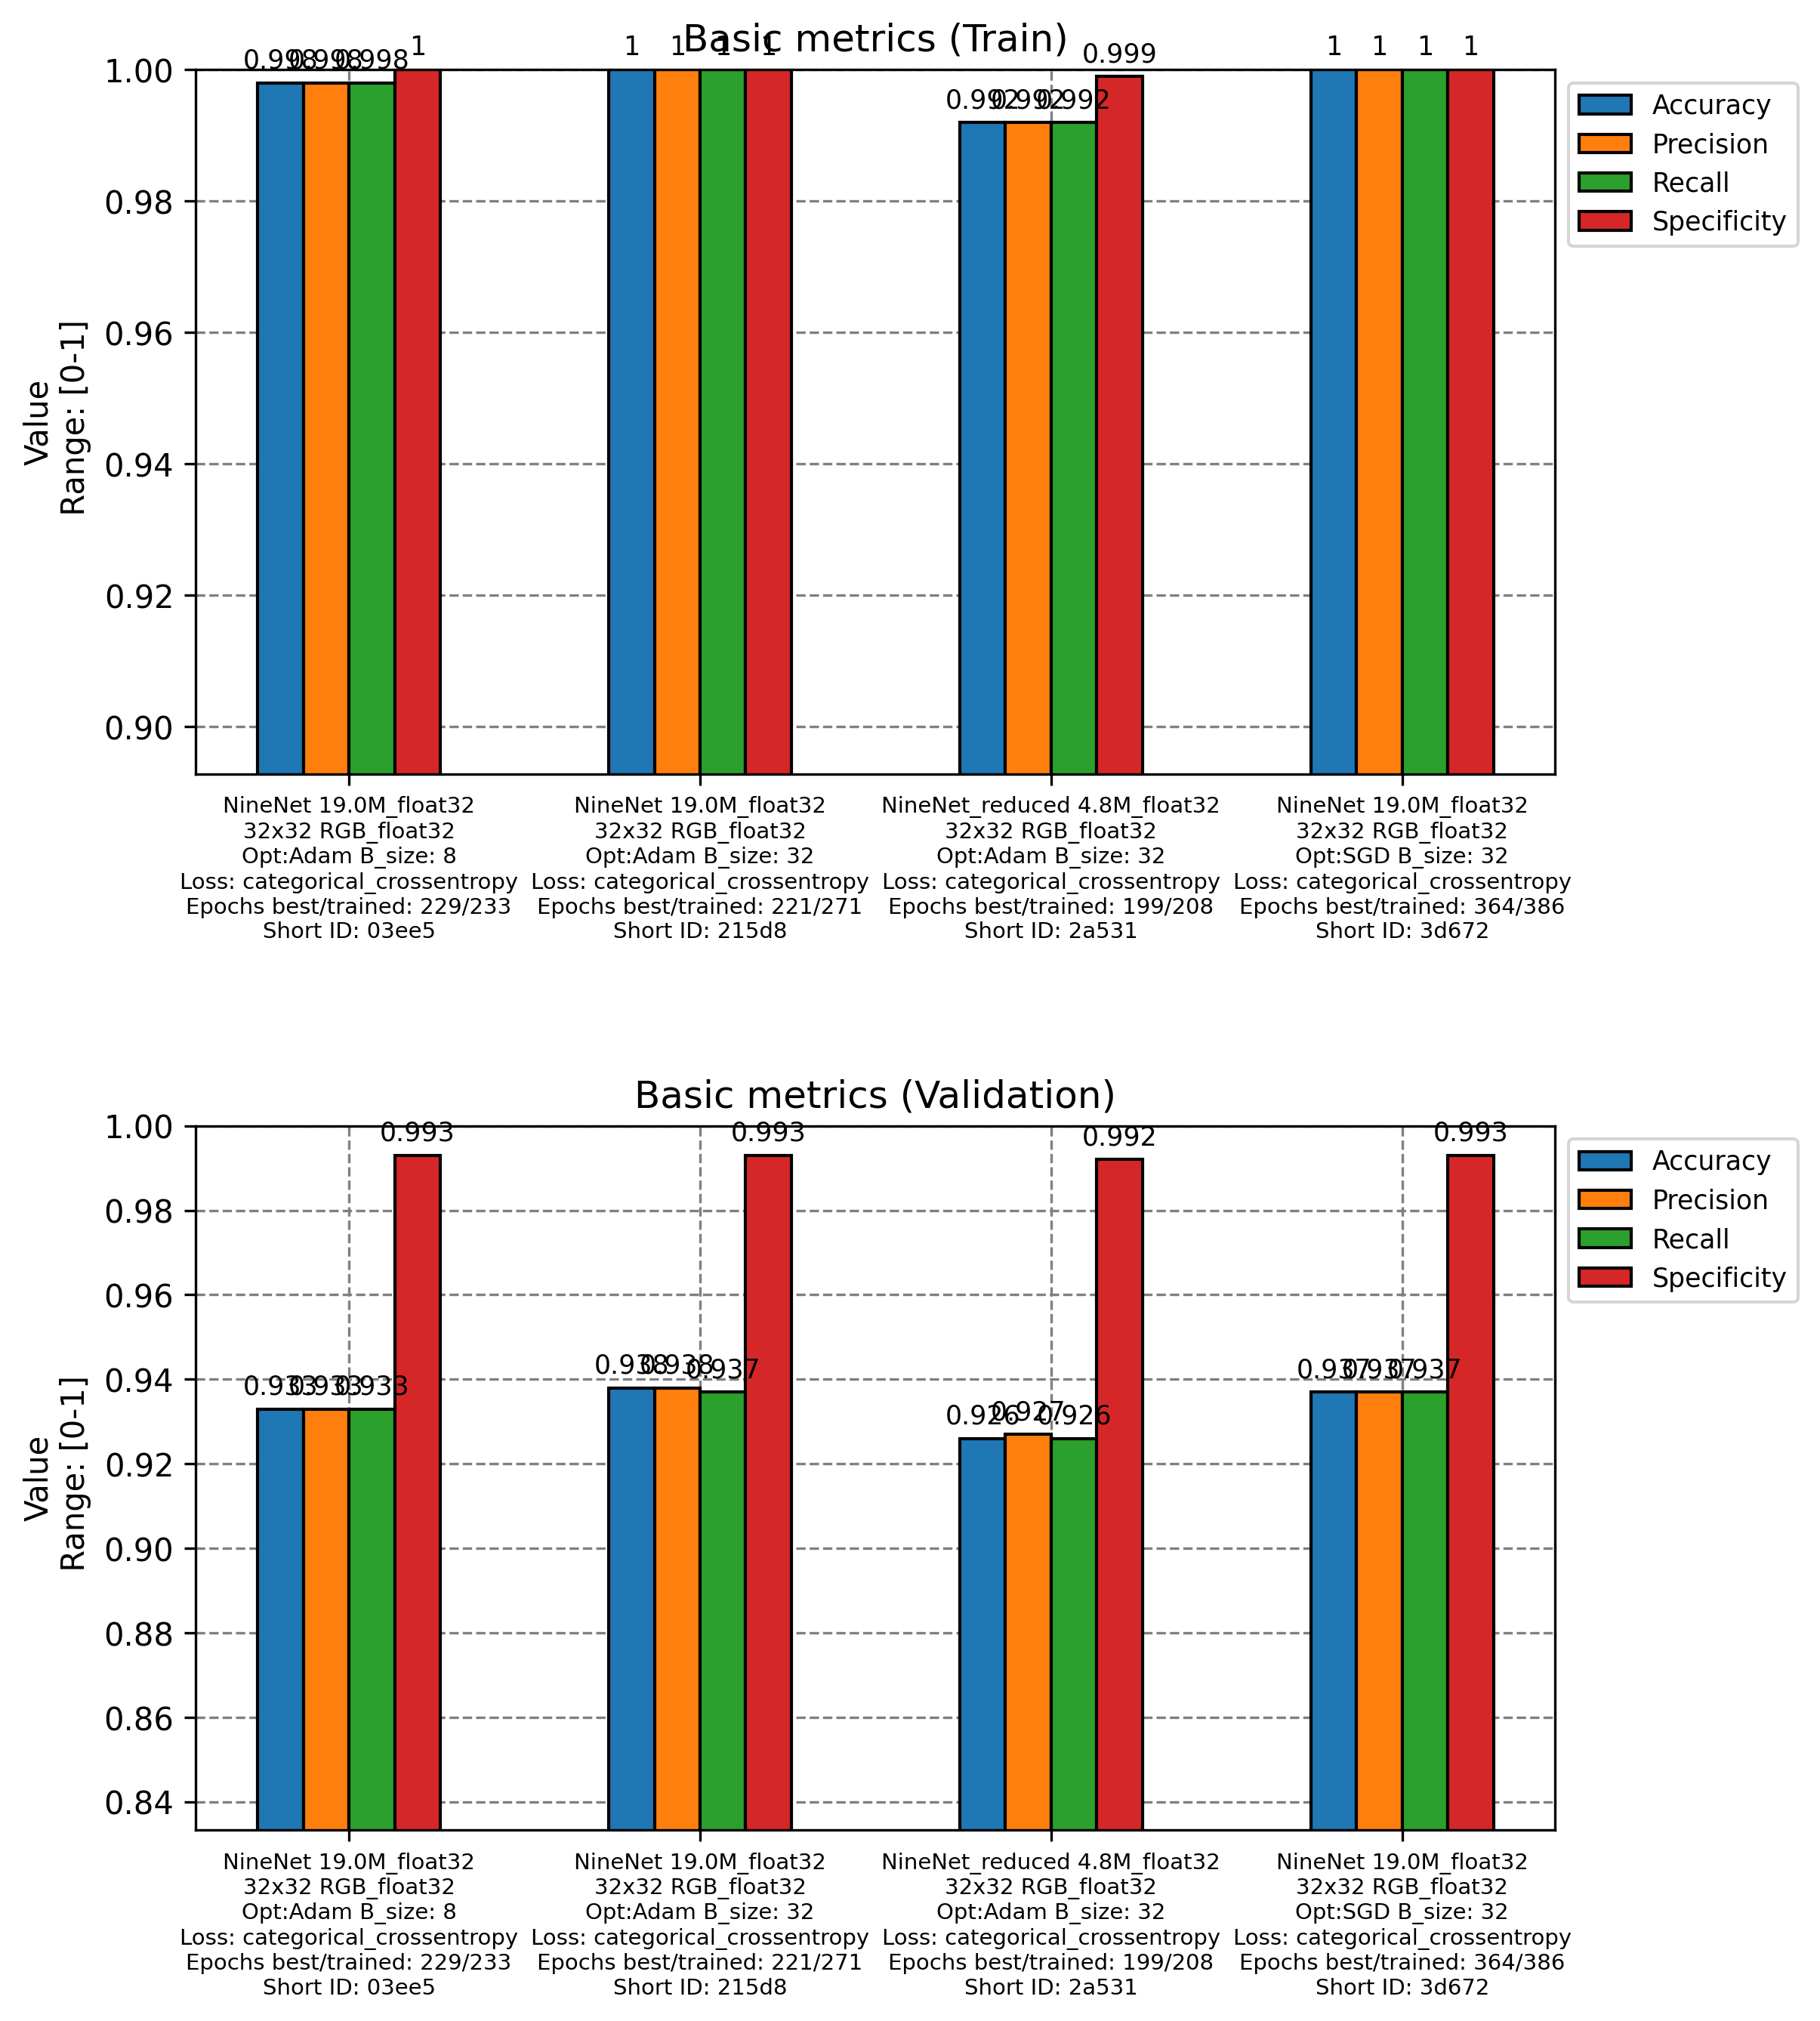 Basic metrics (Train)
0.998 0.998 0.998 1 1 1 1 1 0.992 0.992 0.992 0.999 1 1 1 1
1.00
0.98
0.96
0.94
0.92
0.90
Value
Range: [0-1]
Accuracy
Precision
Recall
Specificity
NineNet 19.0M_float32
32x32 RGB_float32
Opt:Adam B_size: 8
Loss: categorical_crossentropy
Epochs best/trained: 229/233
Short ID: 03ee5
NineNet 19.0M_float32
32x32 RGB_float32
Opt:Adam B_size: 32
Loss: categorical_crossentropy
Epochs best/trained: 221/271
Short ID: 215d8
NineNet_reduced 4.8M_float32
32x32 RGB_float32
Opt:Adam B_size: 32
Loss: categorical_crossentropy
Epochs best/trained: 199/208
Short ID: 2a531
NineNet 19.0M_float32
32x32 RGB_float32
Opt:SGD B_size: 32
Loss: categorical_crossentropy
Epochs best/trained: 364/386
Short ID: 3d672
Basic metrics (Validation)
0.933 0.933 0.933 0.993 0.938 0.938 0.937 0.993 0.926 0.927 0.926 0.992 0.937 0.937 0.937 0.993
1.00
0.98
0.96
0.94
0.92
0.90
0.88
0.86
0.84
Value
Range: [0-1]
Accuracy
Precision
Recall
Specificity
NineNet 19.0M_float32
32x32 RGB_float32
Opt:Adam B_size: 8
Loss: categorical_crossentropy
Epochs best/trained: 229/233
Short ID: 03ee5
NineNet 19.0M_float32
32x32 RGB_float32
Opt:Adam B_size: 32
Loss: categorical_crossentropy
Epochs best/trained: 221/271
Short ID: 215d8
NineNet_reduced 4.8M_float32
32x32 RGB_float32
Opt:Adam B_size: 32
Loss: categorical_crossentropy
Epochs best/trained: 199/208
Short ID: 2a531
NineNet 19.0M_float32
32x32 RGB_float32
Opt:SGD B_size: 32
Loss: categorical_crossentropy
Epochs best/trained: 364/386
Short ID: 3d672